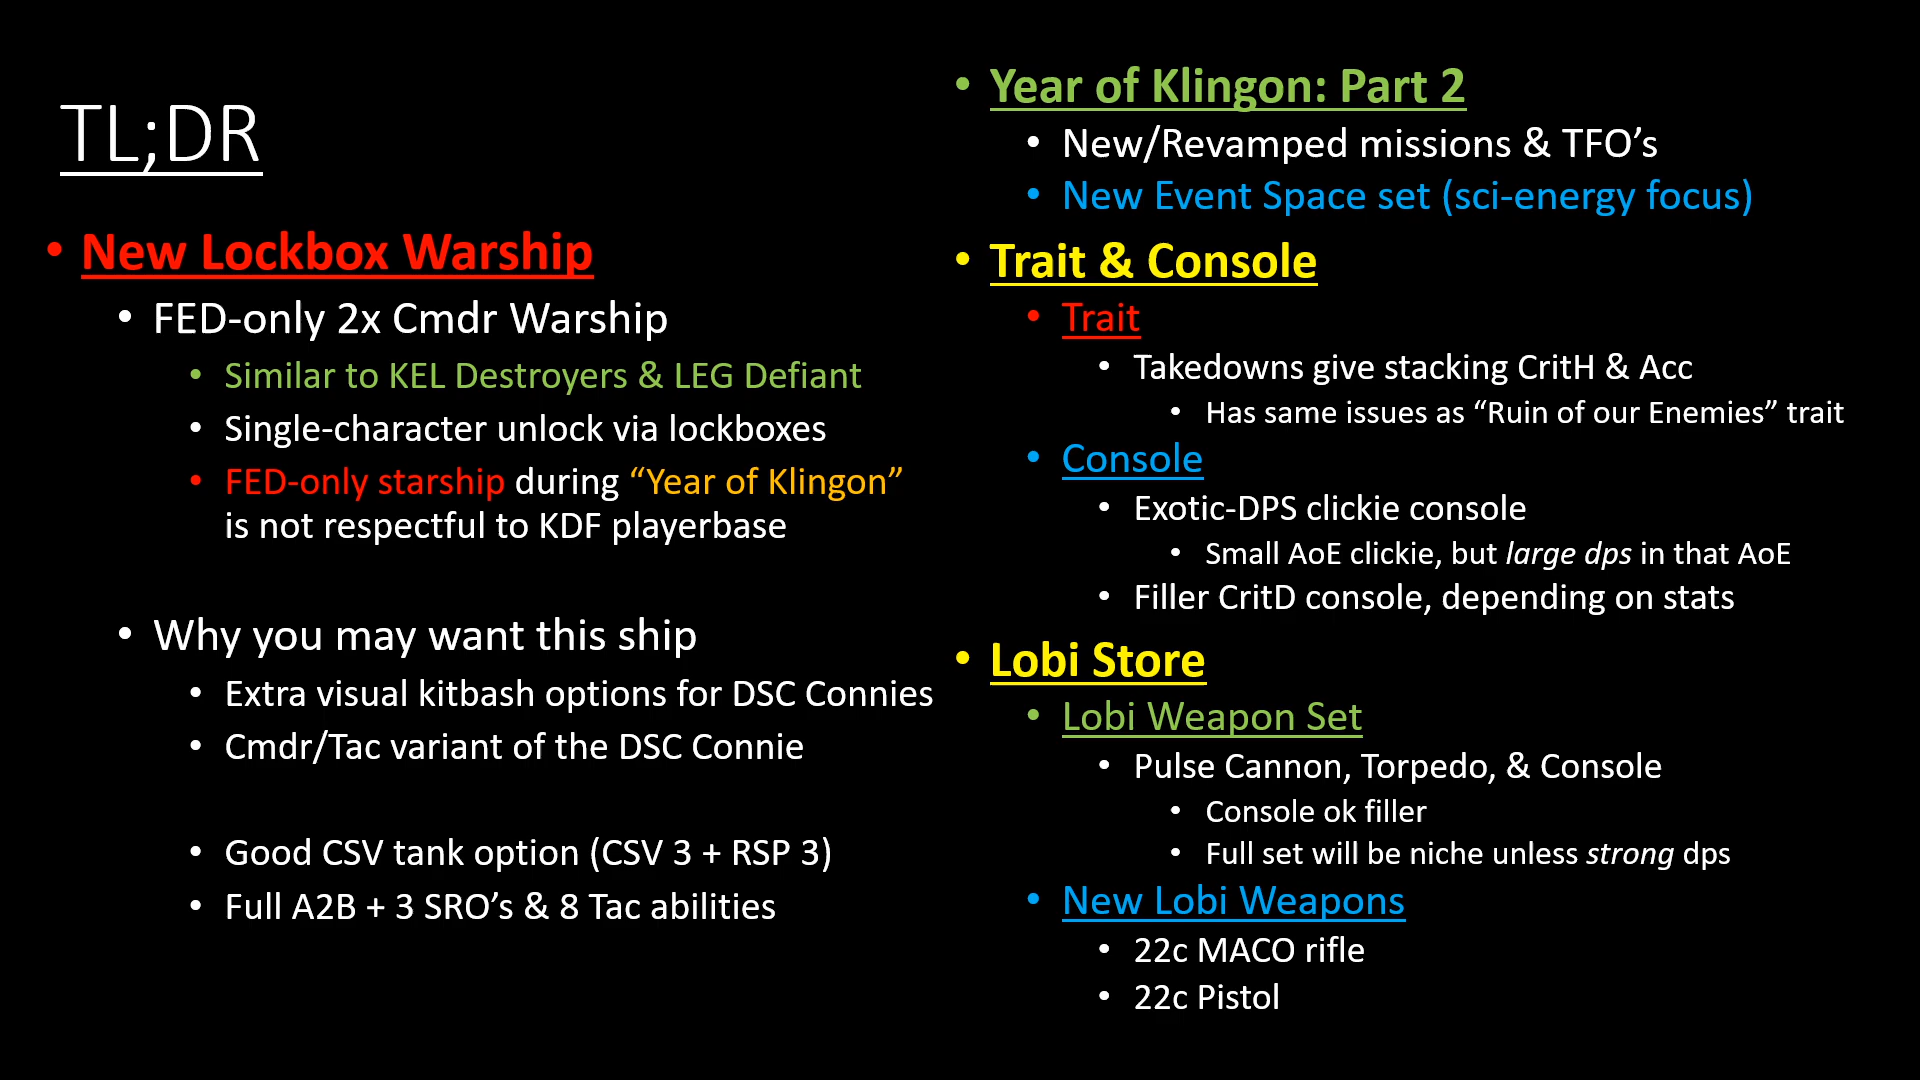 TL;DR
• New Lockbox Warship
• FED-only 2x Cmdr Warship
• Similar to KEL Destroyers & LEG Defiant
• Single-character unlock via lockboxes
• FED-only starship during “Year of Klingon”
is not respectful to KDF playerbase
• Why you may want this ship
• Extra visual kitbash options for DSC Connies
• Cmdr/Tac variant of the DSC Connie
• Good CSV tank option (CSV 3 + RSP 3)
• Full A2B + 3 SRO’s & 8 Tac abilities
• Year of Klingon: Part 2
• New/Revamped missions & TFO’s
• New Event Space set (sci-energy focus)
• Trait & Console
• Trait
• Takedowns give stacking CritH & Acc
• Has same issues as “Ruin of our Enemies” trait
• Console
• Exotic-DPS clickie console
• Small AoE clickie, but large dps in that AoE
• Filler CritD console, depending on stats
• Lobi Store
• Lobi Weapon Set
• Pulse Cannon, Torpedo, & Console
• Console ok filler
• Full set will be niche unless strong dps
• New Lobi Weapons
• 22c MACO rifle
• 22c Pistol